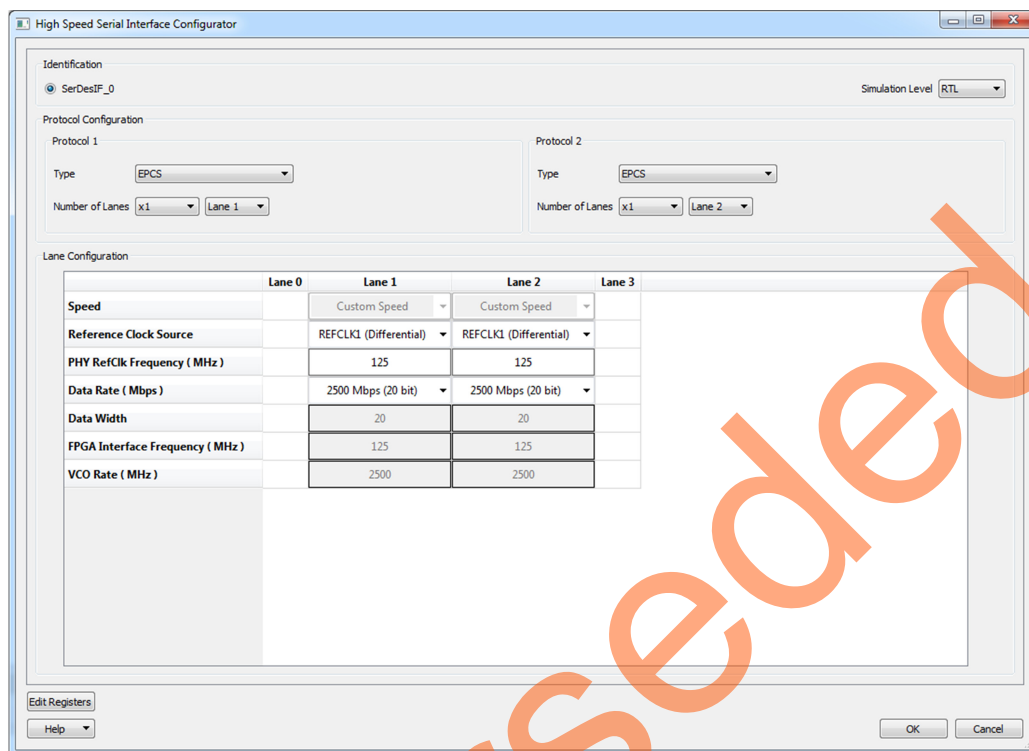 High Speed Serial Interface Configurator
Identification
SerDesIF_0
Simulation Level RTL
Protocol Configuration
Protocol 1
Protocol 2
Type EPCS
Type EPCS
Number of Lanes x1 Lane 1
Number of Lanes x1 Lane 2
Lane Configuration
Lane 0 Lane 1 Lane 2 Lane 3
Speed Custom Speed Custom Speed
Reference Clock Source REFCLK1 (Differential) REFCLK1 (Differential)
PHY RefClk Frequency ( MHz ) 125 125
Data Rate ( Mbps ) 2500 Mbps (20 bit) 2500 Mbps (20 bit)
Data Width 20 20
FPGA Interface Frequency ( MHz ) 125 125
VCO Rate ( MHz ) 2500 2500
Edit Registers
Help
OK Cancel
rseded